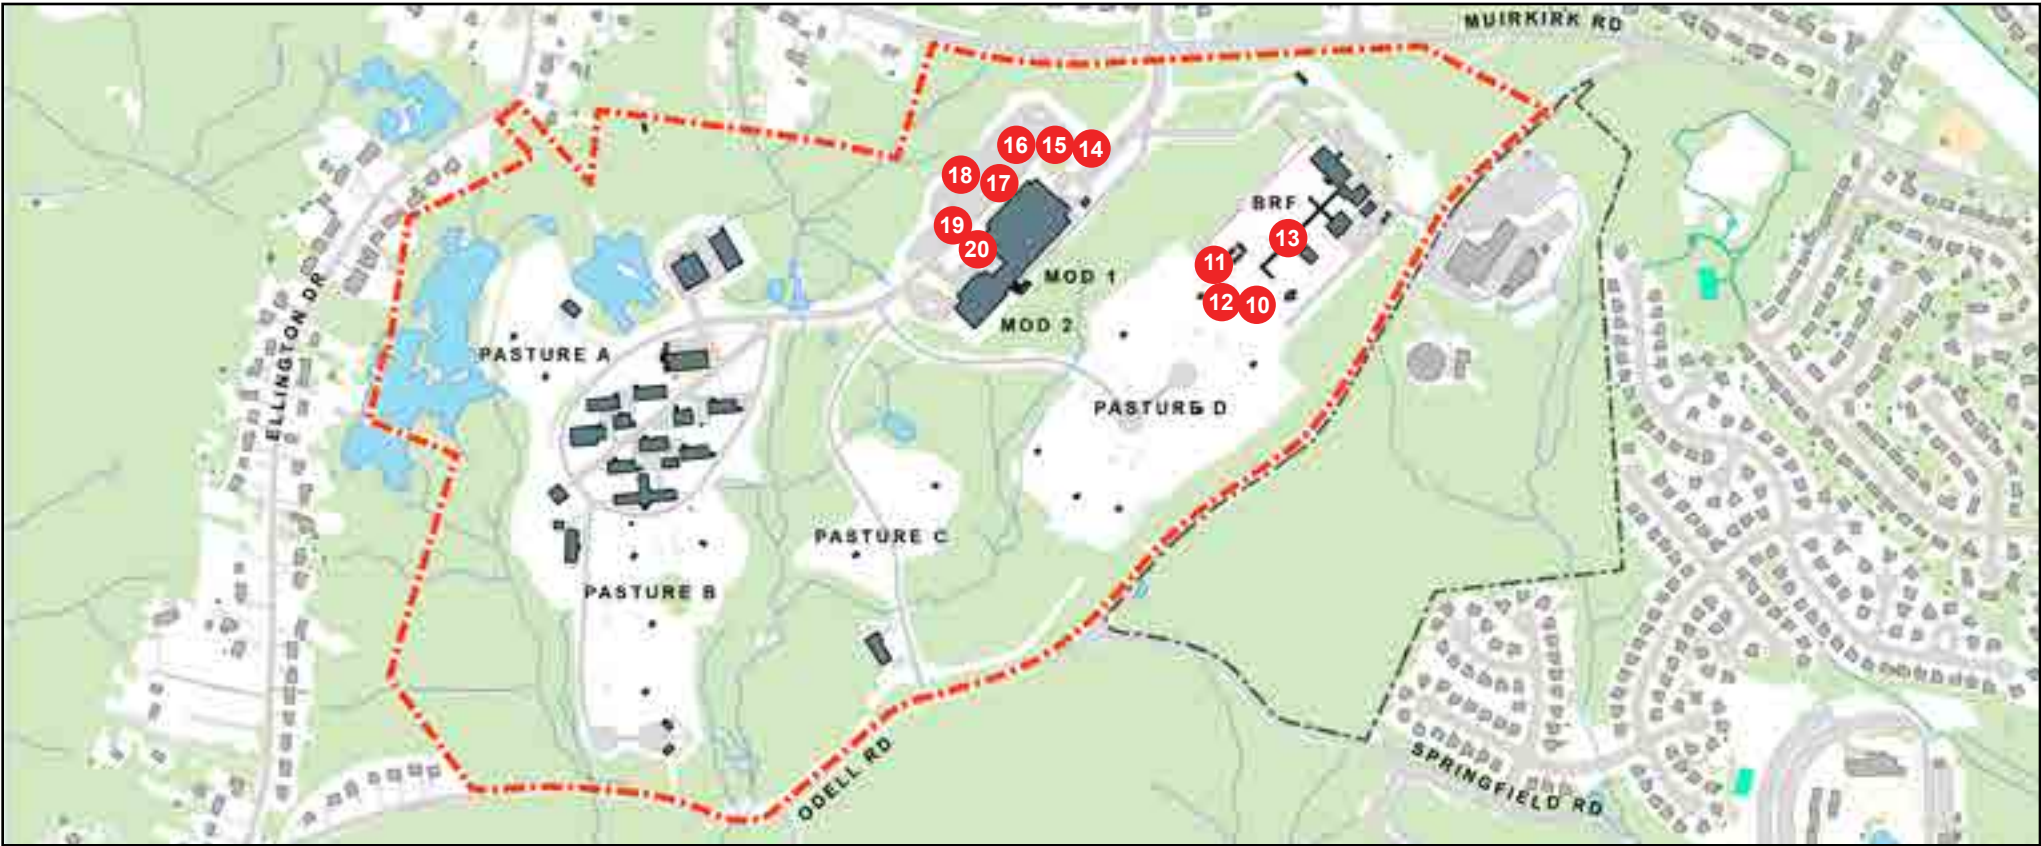 MUIRKIRK RD
16 15 14
18 17
BRF
19
13
20
11
MOD 1
12 10
MOD 2
ELLINGTON DR
PASTURE A
PASTURE D
PASTURE C
PASTURE B
ODELL RD
SPRINGFIELD RD